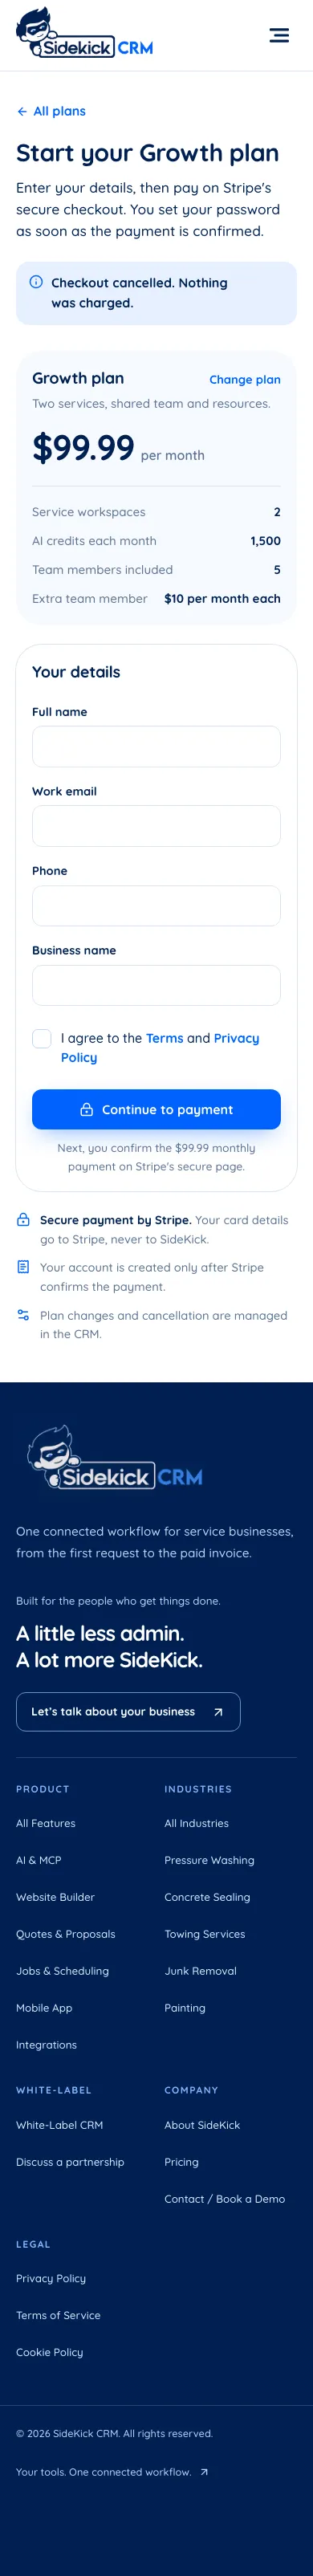 Sidekick CRM
All plans
Start your Growth plan
Enter your details, then pay on Stripe's
secure checkout. You set your password
as soon as the payment is confirmed.
Checkout cancelled. Nothing
was charged.
Growth plan
Change plan
Two services, shared team and resources.
$99.99 per month
Service workspaces 2
AI credits each month 1,500
Team members included 5
Extra team member $10 per month each
Your details
Full name
Work email
Phone
Business name
I agree to the Terms and Privacy
Policy
Continue to payment
Next, you confirm the $99.99 monthly
payment on Stripe's secure page.
Secure payment by Stripe. Your card details
go to Stripe, never to SideKick.
Your account is created only after Stripe
confirms the payment.
Plan changes and cancellation are managed
in the CRM.
Sidekick CRM
One connected workflow for service businesses,
from the first request to the paid invoice.
Built for the people who get things done.
A little less admin.
A lot more SideKick.
Let's talk about your business
PRODUCT
All Features
AI & MCP
Website Builder
Quotes & Proposals
Jobs & Scheduling
Mobile App
Integrations
INDUSTRIES
All Industries
Pressure Washing
Concrete Sealing
Towing Services
Junk Removal
Painting
WHITE-LABEL
White-Label CRM
Discuss a partnership
COMPANY
About SideKick
Pricing
Contact / Book a Demo
LEGAL
Privacy Policy
Terms of Service
Cookie Policy
© 2026 SideKick CRM. All rights reserved.
Your tools. One connected workflow.